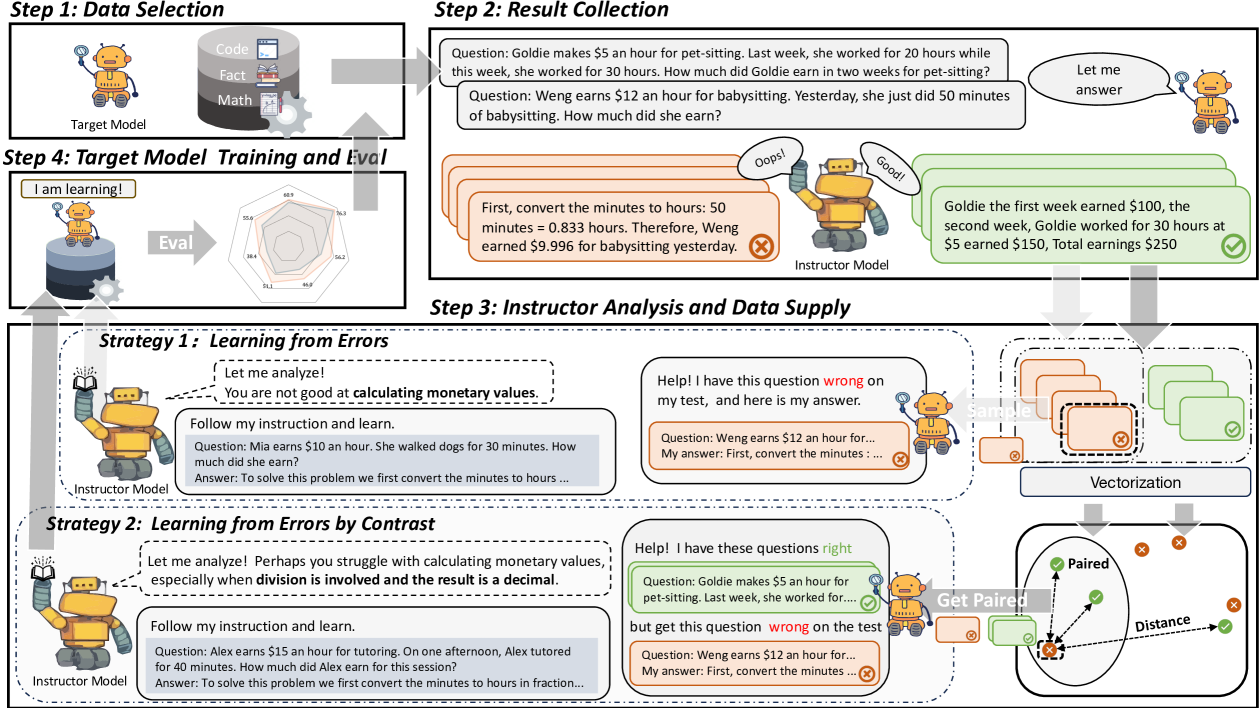 Step 1: Data Selection
Target Model
Code
Fact
Math
Step 2: Result Collection
Question: Goldie makes $5 an hour for pet-sitting. Last week, she worked for 20 hours while
this week, she worked for 30 hours. How much did Goldie earn in two weeks for pet-sitting?
Question: Weng earns $12 an hour for babysitting. Yesterday, she just did 50 minutes
of babysitting. How much did she earn?
Let me
answer
Oops!
Good!
First, convert the minutes to hours: 50
minutes = 0.833 hours. Therefore, Weng
earned $9.996 for babysitting yesterday.
Instructor Model
Goldie the first week earned $100, the
second week, Goldie worked for 30 hours at
$5 earned $150, Total earnings $250
Step 4: Target Model Training and Eval
I am learning!
Eval
60.9
76.3
56.2
46.0
51.1
38.4
55.6
Step 3: Instructor Analysis and Data Supply
Strategy 1: Learning from Errors
Let me analyze!
You are not good at calculating monetary values.
Follow my instruction and learn.
Question: Mia earns $10 an hour. She walked dogs for 30 minutes. How
much did she earn?
Answer: To solve this problem we first convert the minutes to hours ...
Instructor Model
Help! I have this question wrong on
my test, and here is my answer.
Question: Weng earns $12 an hour for...
My answer: First, convert the minutes : ...
Sample
Vectorization
Strategy 2: Learning from Errors by Contrast
Let me analyze! Perhaps you struggle with calculating monetary values,
especially when division is involved and the result is a decimal.
Follow my instruction and learn.
Question: Alex earns $15 an hour for tutoring. On one afternoon, Alex tutored
for 40 minutes. How much did Alex earn for this session?
Answer: To solve this problem we first convert the minutes to hours in fraction...
Instructor Model
Help! I have these questions right
Question: Goldie makes $5 an hour for
pet-sitting. Last week, she worked for....
but get this question wrong on the test
Question: Weng earns $12 an hour for...
My answer: First, convert the minutes ...
Get Paired
Paired
Distance